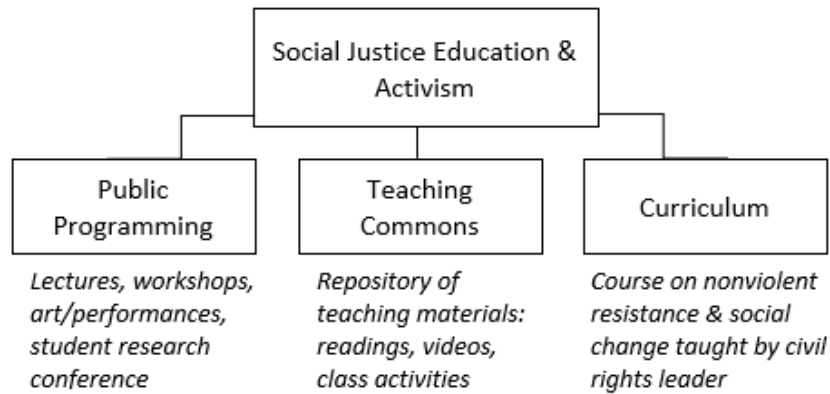 Social Justice Education &
Activism
Public
Programming
Teaching
Commons
Curriculum
Lectures, workshops,
art/performances,
student research
conference
Repository of
teaching materials:
readings, videos,
class activities
Course on nonviolent
resistance & social
change taught by civil
rights leader